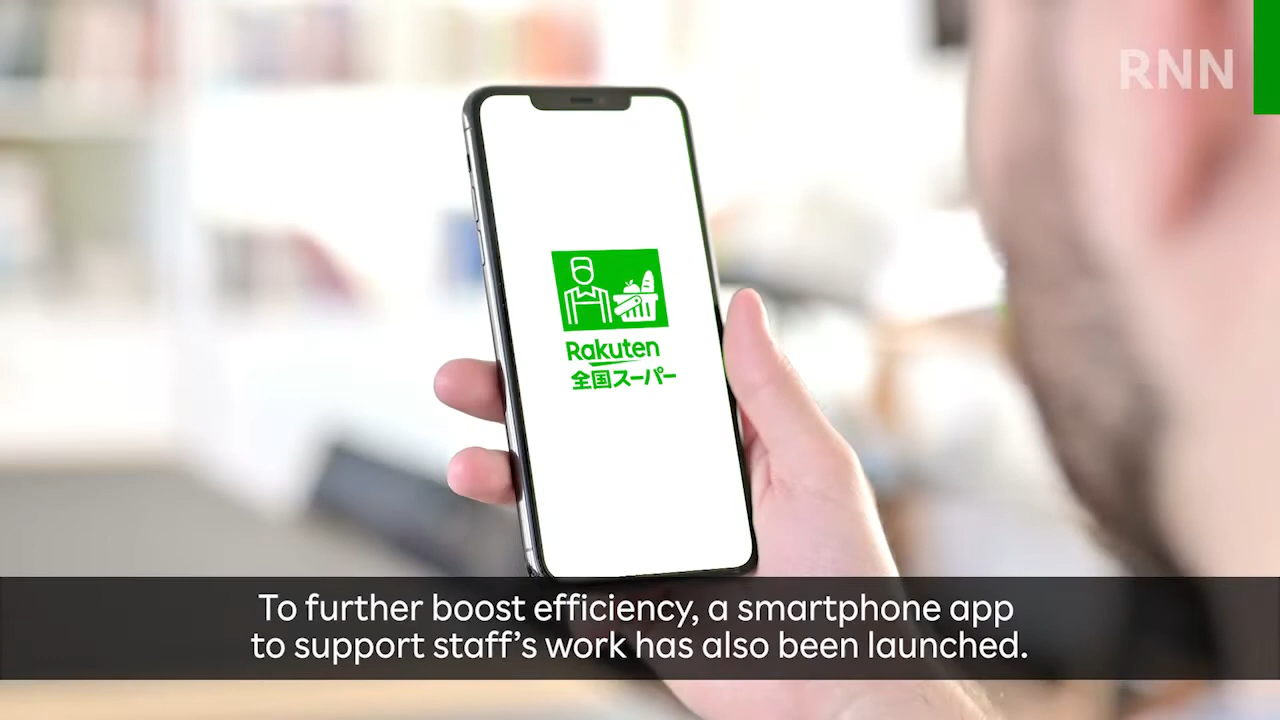 RNN
Rakuten
全国スーパー
To further boost efficiency, a smartphone app
to support staff’s work has also been launched.